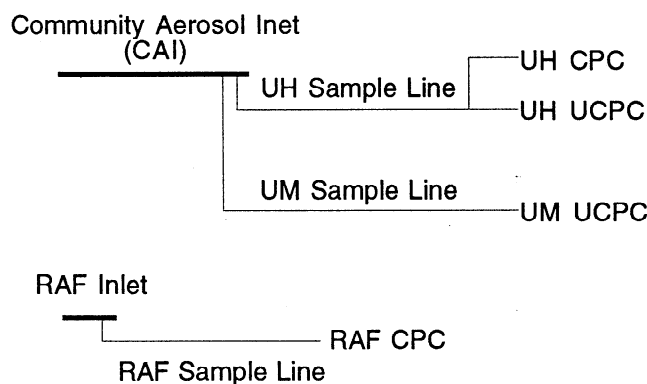 Community Aerosol Inet
(CAI)
UH CPC
UH Sample Line
UH UCPC
UM Sample Line
UM UCPC
RAF Inlet
RAF CPC
RAF Sample Line